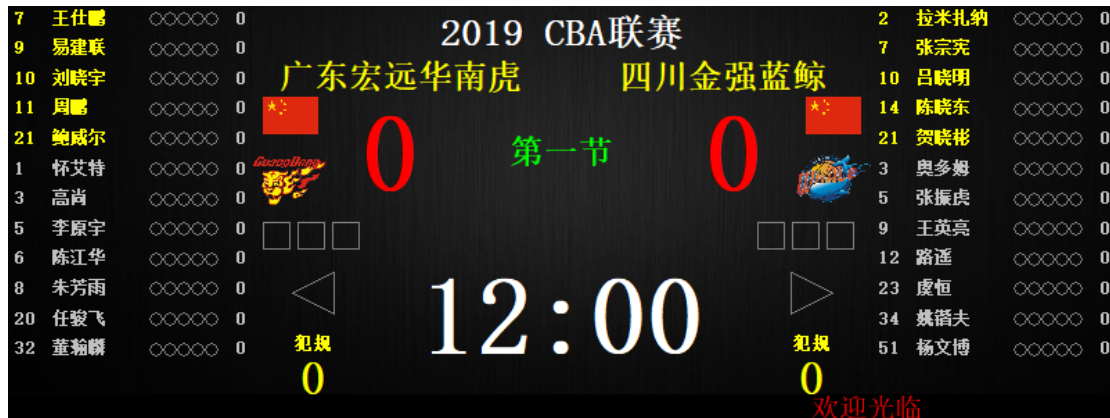 2019 CBA联赛
广东宏远华南虎
四川金强蓝鲸
0
0
第一节
12:00
犯规
0
犯规
0
欢迎光临
7 王仕鹏 0
9 易建联 0
10 刘晓宇 0
11 周鹏 0
21 鲍威尔 0
1 怀艾特 0
3 高尚 0
5 李原宇 0
6 陈江华 0
8 朱芳雨 0
20 任骏飞 0
32 董瀚麟 0
2 拉米扎纳 0
7 张宗宪 0
10 吕晓明 0
14 陈晓东 0
21 贺晓彬 0
3 奥多姆 0
5 张振虎 0
9 王英亮 0
12 路遥 0
23 虔恒 0
34 姚锴夫 0
51 杨文博 0
GuangDong